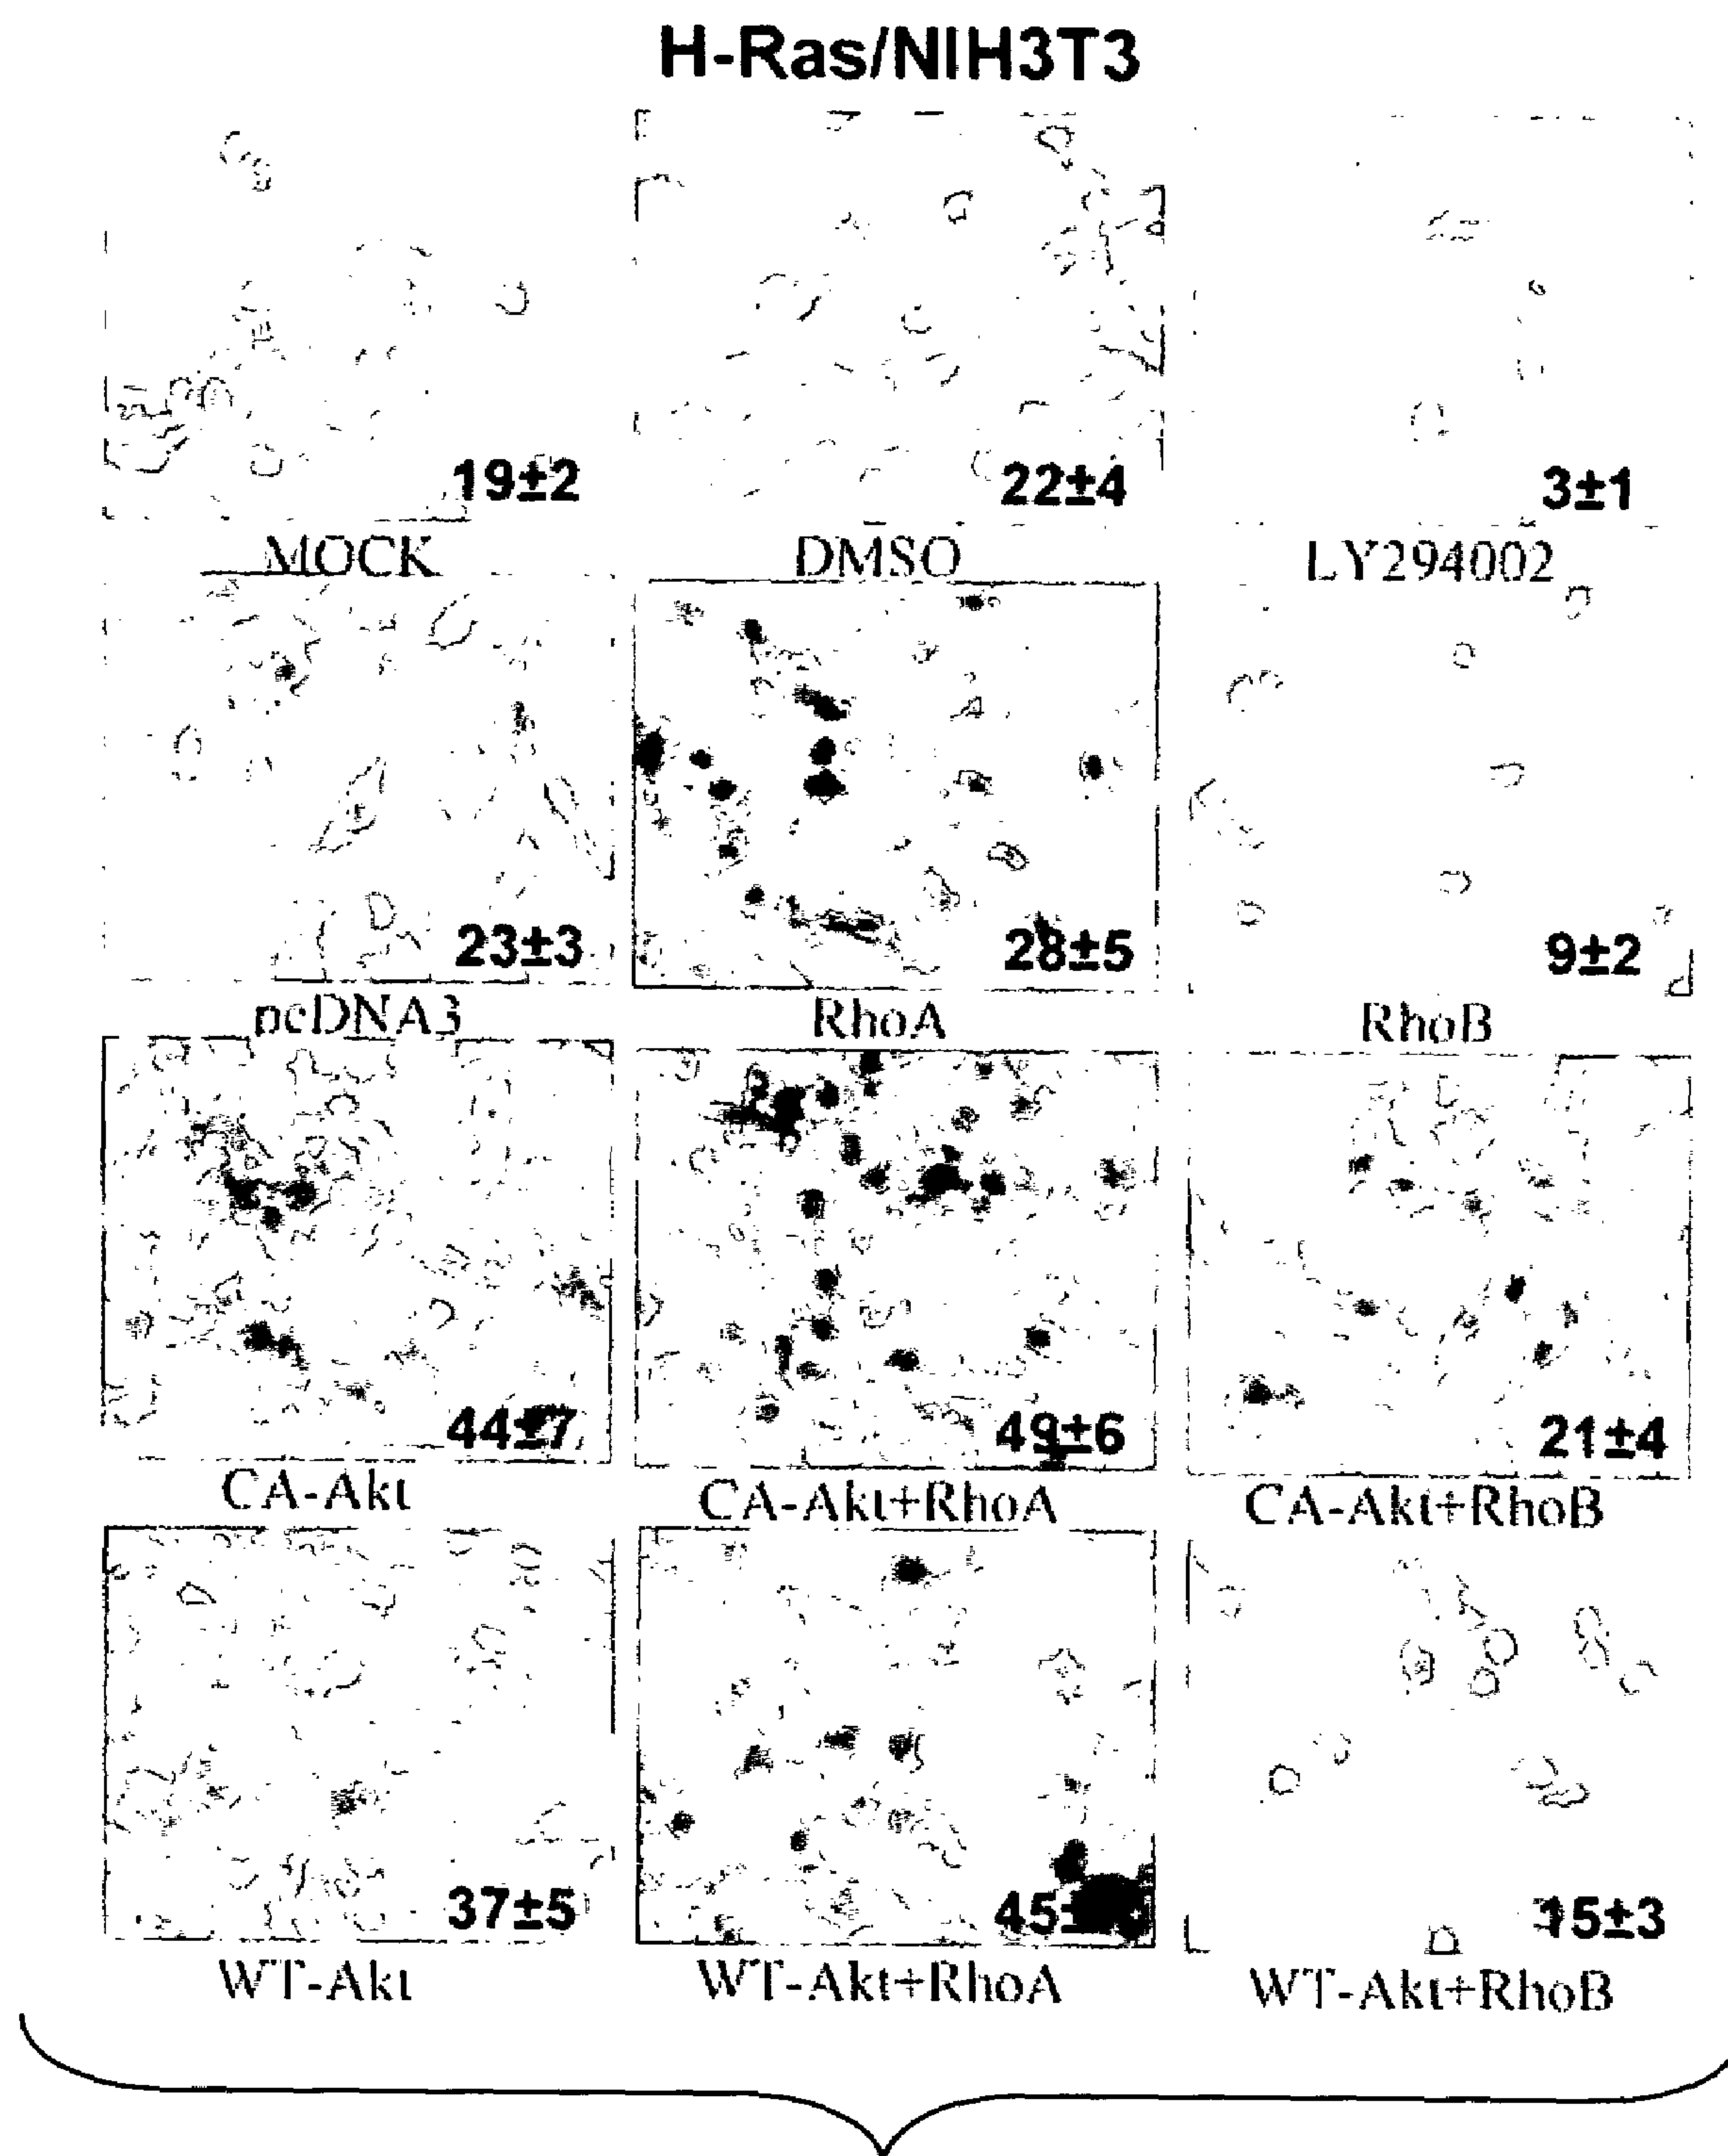 H-Ras/NIH3T3
19±2 22±4 3±1
MOCK DMSO LY294002
23±3 28±5 9±2
pcDNA3 RhoA RhoB
44±7 49±6 21±4
CA-Akt CA-Akt+RhoA CA-Akt+RhoB
37±5 45± 15±3
WT-Akt WT-Akt+RhoA WT-Akt+RhoB